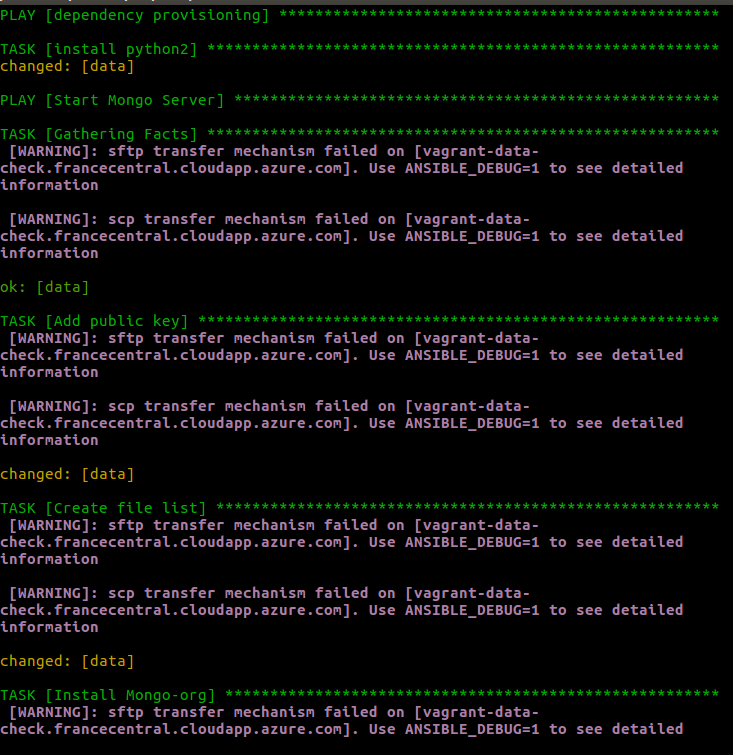 PLAY [dependency provisioning] *************************************************
TASK [install python2] *********************************************************
changed: [data]
PLAY [Start Mongo Server] ******************************************************
TASK [Gathering Facts] *********************************************************
[WARNING]: sftp transfer mechanism failed on [vagrant-data-
check.francecentral.cloudapp.azure.com]. Use ANSIBLE_DEBUG=1 to see detailed
information
[WARNING]: scp transfer mechanism failed on [vagrant-data-
check.francecentral.cloudapp.azure.com]. Use ANSIBLE_DEBUG=1 to see detailed
information
ok: [data]
TASK [Add public key] **********************************************************
[WARNING]: sftp transfer mechanism failed on [vagrant-data-
check.francecentral.cloudapp.azure.com]. Use ANSIBLE_DEBUG=1 to see detailed
information
[WARNING]: scp transfer mechanism failed on [vagrant-data-
check.francecentral.cloudapp.azure.com]. Use ANSIBLE_DEBUG=1 to see detailed
information
changed: [data]
TASK [Create file list] ********************************************************
[WARNING]: sftp transfer mechanism failed on [vagrant-data-
check.francecentral.cloudapp.azure.com]. Use ANSIBLE_DEBUG=1 to see detailed
information
[WARNING]: scp transfer mechanism failed on [vagrant-data-
check.francecentral.cloudapp.azure.com]. Use ANSIBLE_DEBUG=1 to see detailed
information
changed: [data]
TASK [Install Mongo-org] *******************************************************
[WARNING]: sftp transfer mechanism failed on [vagrant-data-
check.francecentral.cloudapp.azure.com]. Use ANSIBLE_DEBUG=1 to see detailed